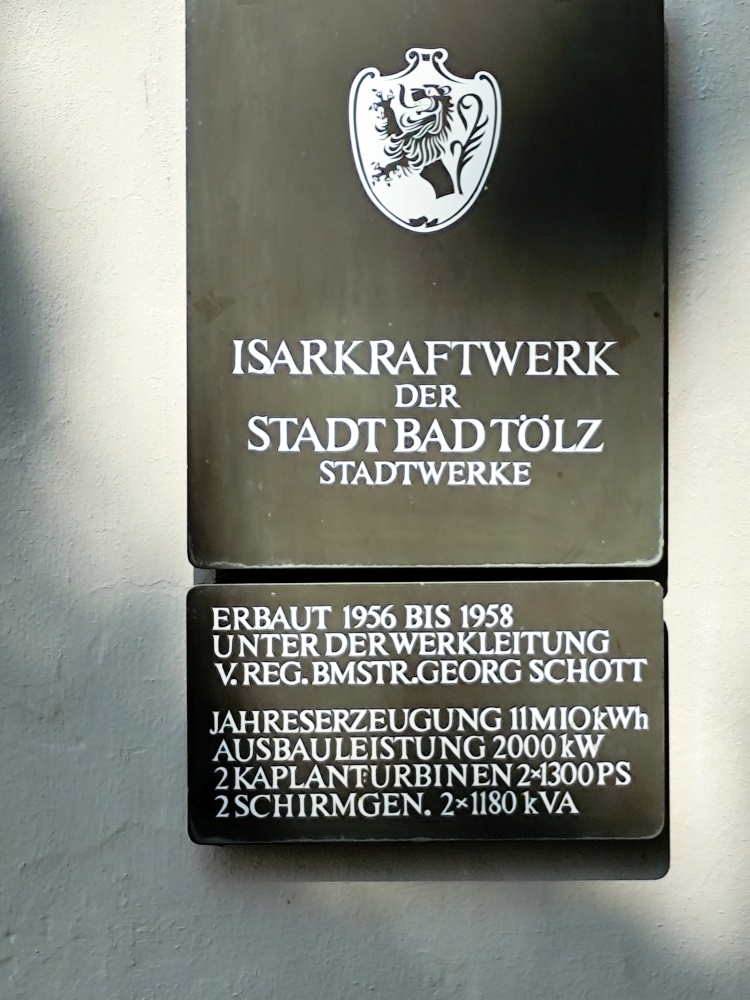 ISARKRAFTWERK
DER
STADT BAD TÖLZ
STADTWERKE
ERBAUT 1956 BIS 1958
UNTER DER WERKLEITUNG
V. REG. BMSTR. GEORG SCHOTT
JAHRESERZEUGUNG 11 MIO kWh
AUSBAULEISTUNG 2000 kW
2 KAPLANTURBINEN 2×1300 PS
2 SCHIRMGEN. 2×1180 kVA